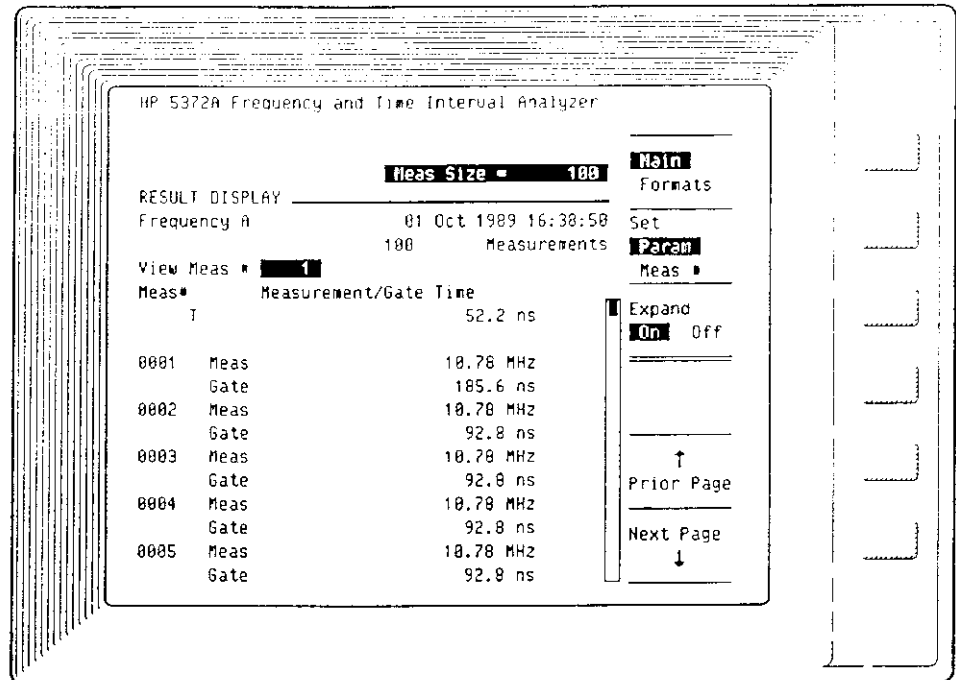 HP 5372A Frequency and Time Interval Analyzer
Meas Size = 100
RESULT DISPLAY
Frequency A 01 Oct 1989 16:30:50
100 Measurements
View Meas # 1
Meas# Measurement/Gate Time
T 52.2 ns
0001 Meas 10.78 MHz
Gate 185.6 ns
0002 Meas 10.78 MHz
Gate 92.8 ns
0003 Meas 10.78 MHz
Gate 92.8 ns
0004 Meas 10.78 MHz
Gate 92.8 ns
0005 Meas 10.78 MHz
Gate 92.8 ns
Main
Formats
Set
Param
Meas #
Expand
On Off
↑
Prior Page
Next Page
↓